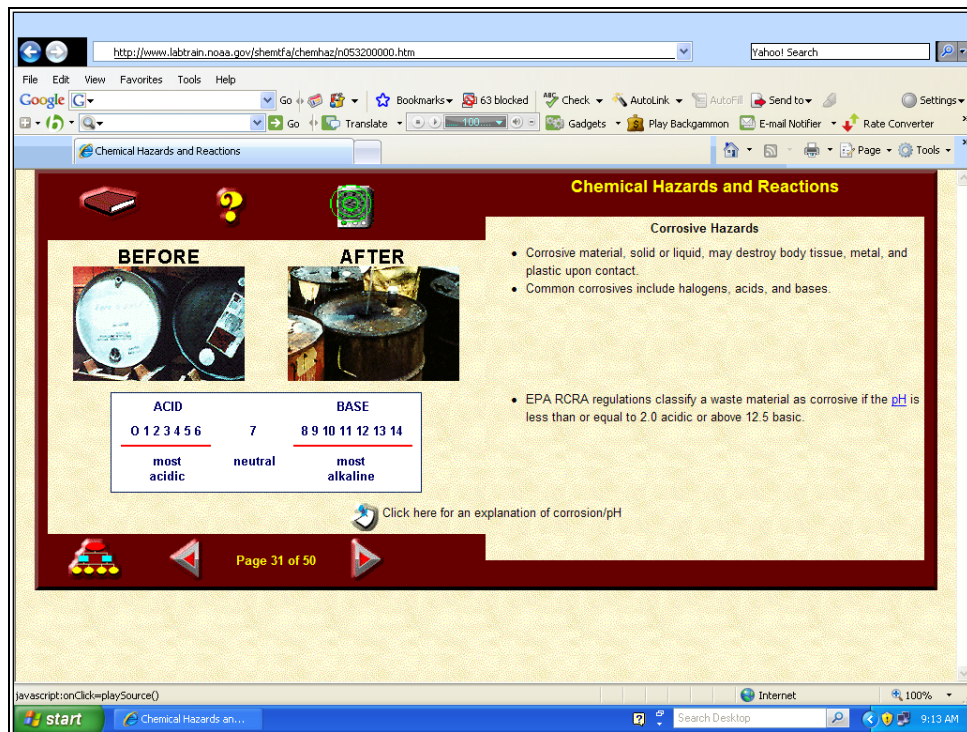 http://www.labtrain.noaa.gov/shemtfa/chemhaz/n053200000.htm
Yahoo! Search
File Edit View Favorites Tools Help
Google G Go Bookmarks 63 blocked ABC Check AutoLink AutoFill Send to Settings
Go Translate 100... Gadgets Play Backgammon E-mail Notifier Rate Converter
Chemical Hazards and Reactions Page Tools
Chemical Hazards and Reactions
BEFORE AFTER
ACID BASE
0 1 2 3 4 5 6 7 8 9 10 11 12 13 14
most neutral most
acidic alkaline
Click here for an explanation of corrosion/pH
Page 31 of 50
Corrosive Hazards
• Corrosive material, solid or liquid, may destroy body tissue, metal, and
plastic upon contact.
• Common corrosives include halogens, acids, and bases.
• EPA RCRA regulations classify a waste material as corrosive if the pH is
less than or equal to 2.0 acidic or above 12.5 basic.
javascript:onClick=playSource() Internet 100%
start Chemical Hazards an... Search Desktop 9:13 AM